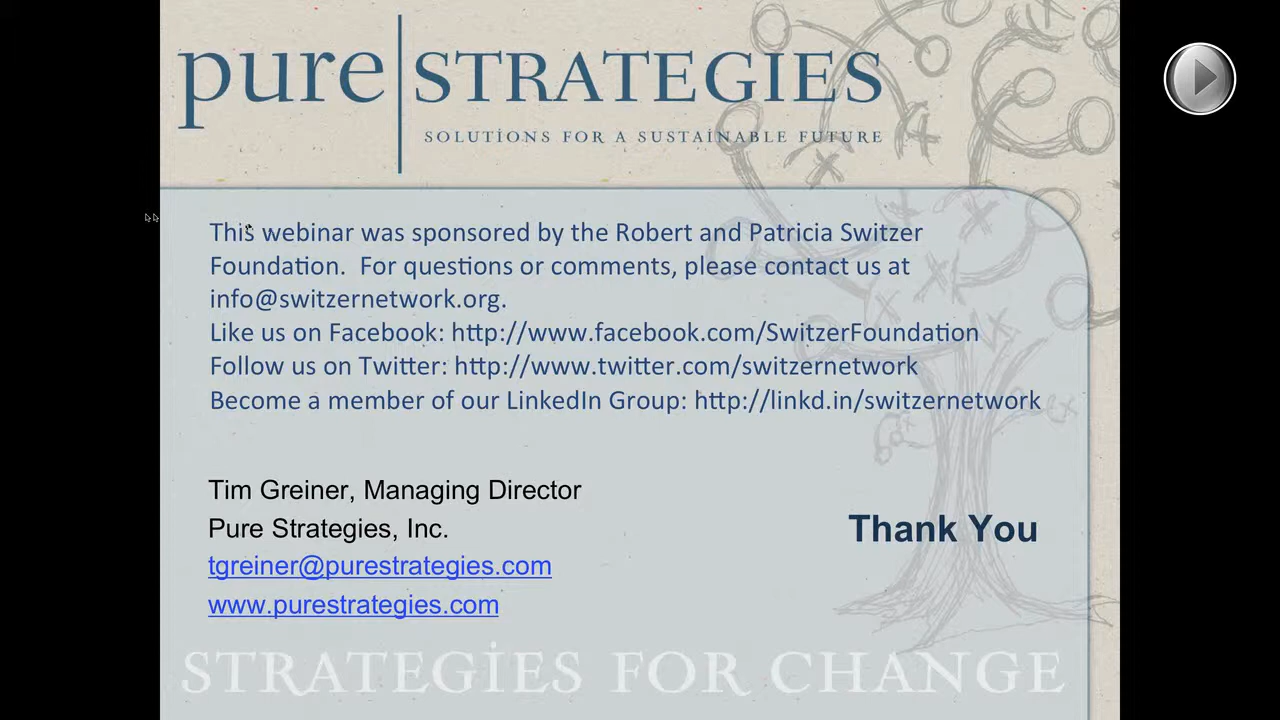 pure STRATEGIES
SOLUTIONS FOR A SUSTAINABLE FUTURE
This webinar was sponsored by the Robert and Patricia Switzer
Foundation.  For questions or comments, please contact us at
info@switzernetwork.org.
Like us on Facebook: http://www.facebook.com/SwitzerFoundation
Follow us on Twitter: http://www.twitter.com/switzernetwork
Become a member of our LinkedIn Group: http://linkd.in/switzernetwork
Tim Greiner, Managing Director
Pure Strategies, Inc.
tgreiner@purestrategies.com
www.purestrategies.com
Thank You
STRATEGIES FOR CHANGE